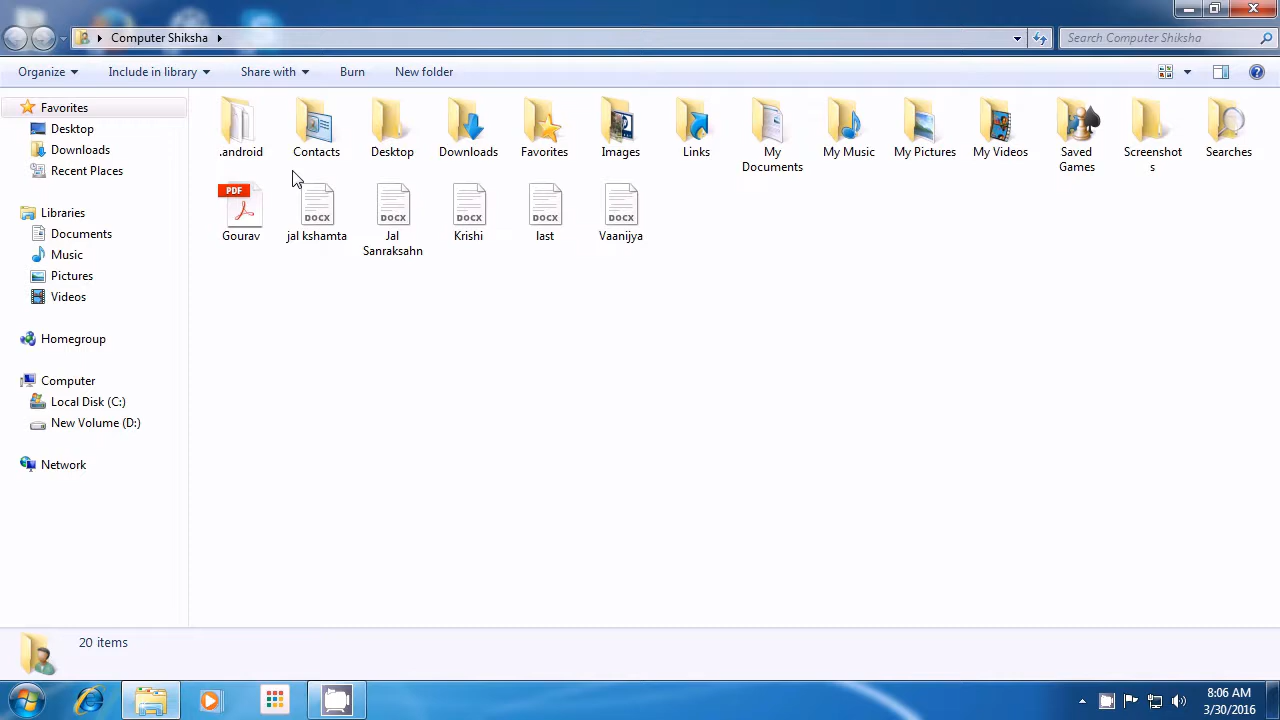 Computer Shiksha
Search Computer Shiksha
Organize Include in library Share with Burn New folder
Favorites
Desktop
Downloads
Recent Places
Libraries
Documents
Music
Pictures
Videos
Homegroup
Computer
Local Disk (C:)
New Volume (D:)
Network
.android Contacts Desktop Downloads Favorites Images Links My Documents My Music My Pictures My Videos Saved Games Screenshots Searches
PDF DOCX DOCX DOCX DOCX DOCX
Gourav jal kshamta Jal Sanraksahn Krishi last Vaanijya
20 items
8:06 AM
3/30/2016